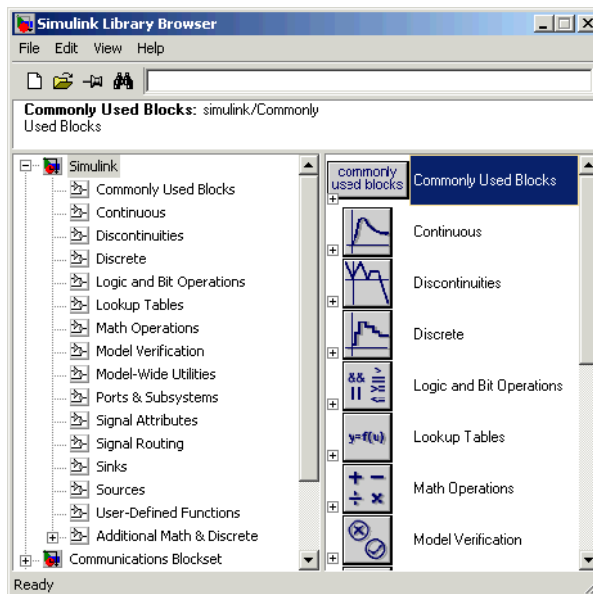 Simulink Library Browser
File Edit View Help
Commonly Used Blocks: simulink/Commonly
Used Blocks
Simulink
Commonly Used Blocks
Continuous
Discontinuities
Discrete
Logic and Bit Operations
Lookup Tables
Math Operations
Model Verification
Model-Wide Utilities
Ports & Subsystems
Signal Attributes
Signal Routing
Sinks
Sources
User-Defined Functions
Additional Math & Discrete
Communications Blockset
commonly
used blocks
Commonly Used Blocks
Continuous
Discontinuities
Discrete
&& >=
|| <=
Logic and Bit Operations
y=f(u)
Lookup Tables
+ −
÷ ×
Math Operations
Model Verification
Ready